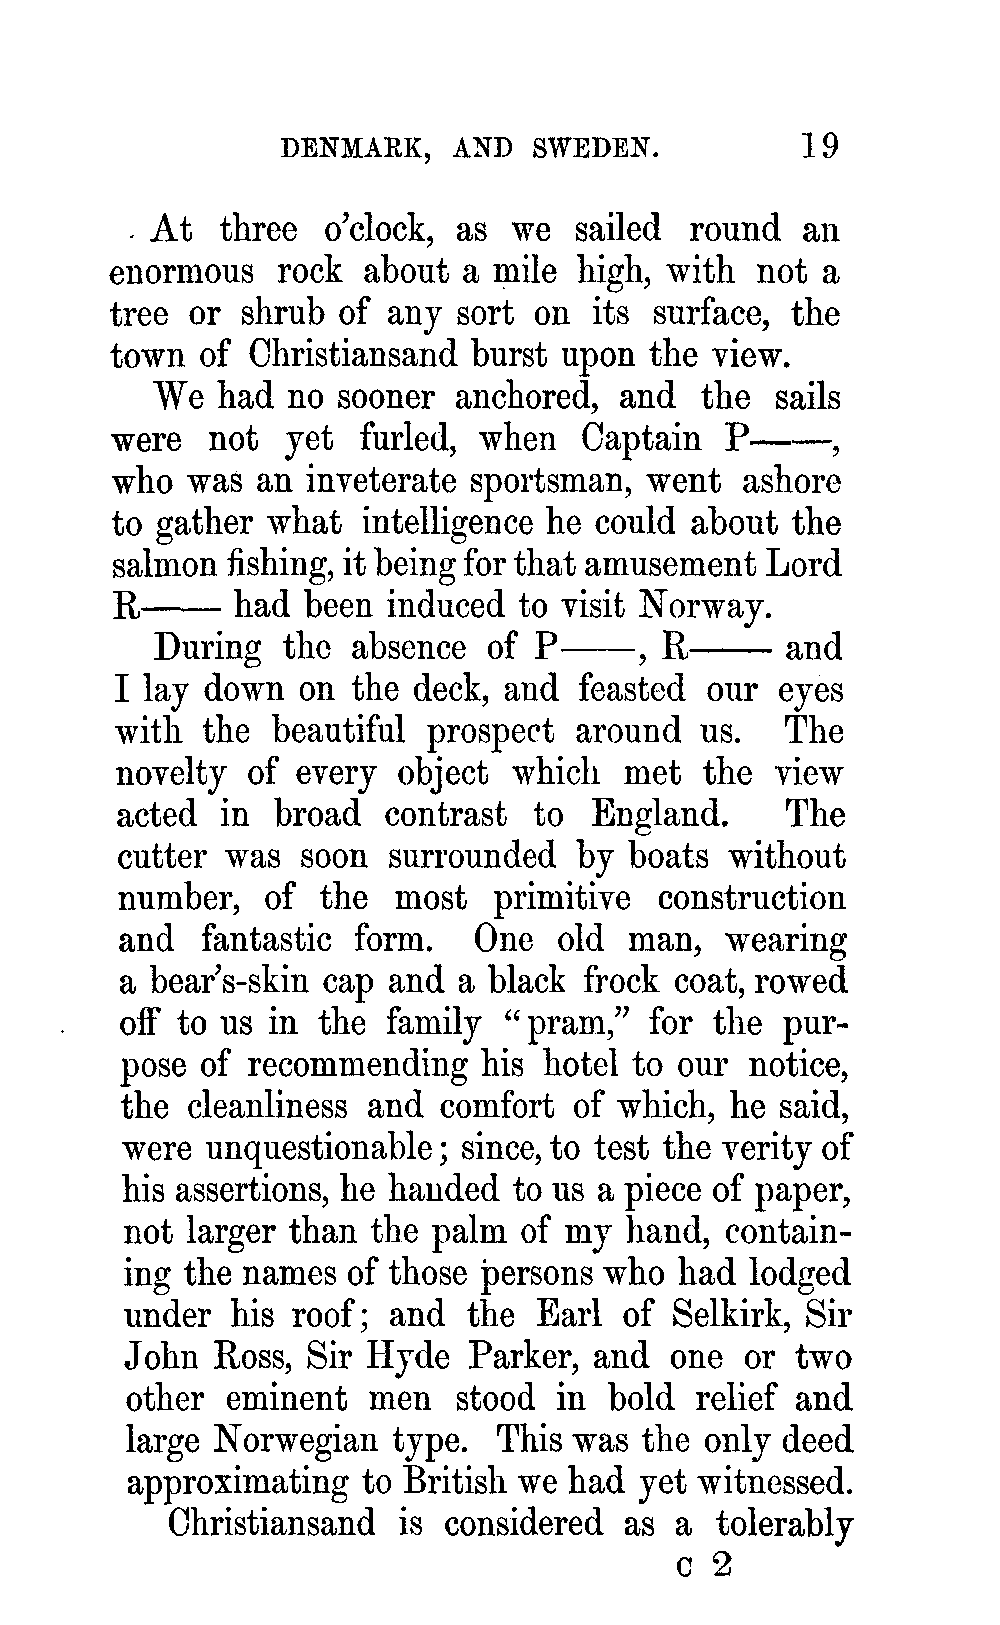 DENMARK, AND SWEDEN. 19
At three o'clock, as we sailed round an
enormous rock about a mile high, with not a
tree or shrub of any sort on its surface, the
town of Christiansand burst upon the view.
We had no sooner anchored, and the sails
were not yet furled, when Captain P——,
who was an inveterate sportsman, went ashore
to gather what intelligence he could about the
salmon fishing, it being for that amusement Lord
R—— had been induced to visit Norway.
During the absence of P——, R—— and
I lay down on the deck, and feasted our eyes
with the beautiful prospect around us. The
novelty of every object which met the view
acted in broad contrast to England. The
cutter was soon surrounded by boats without
number, of the most primitive construction
and fantastic form. One old man, wearing
a bear's-skin cap and a black frock coat, rowed
off to us in the family "pram," for the pur-
pose of recommending his hotel to our notice,
the cleanliness and comfort of which, he said,
were unquestionable; since, to test the verity of
his assertions, he handed to us a piece of paper,
not larger than the palm of my hand, contain-
ing the names of those persons who had lodged
under his roof; and the Earl of Selkirk, Sir
John Ross, Sir Hyde Parker, and one or two
other eminent men stood in bold relief and
large Norwegian type. This was the only deed
approximating to British we had yet witnessed.
Christiansand is considered as a tolerably
C 2